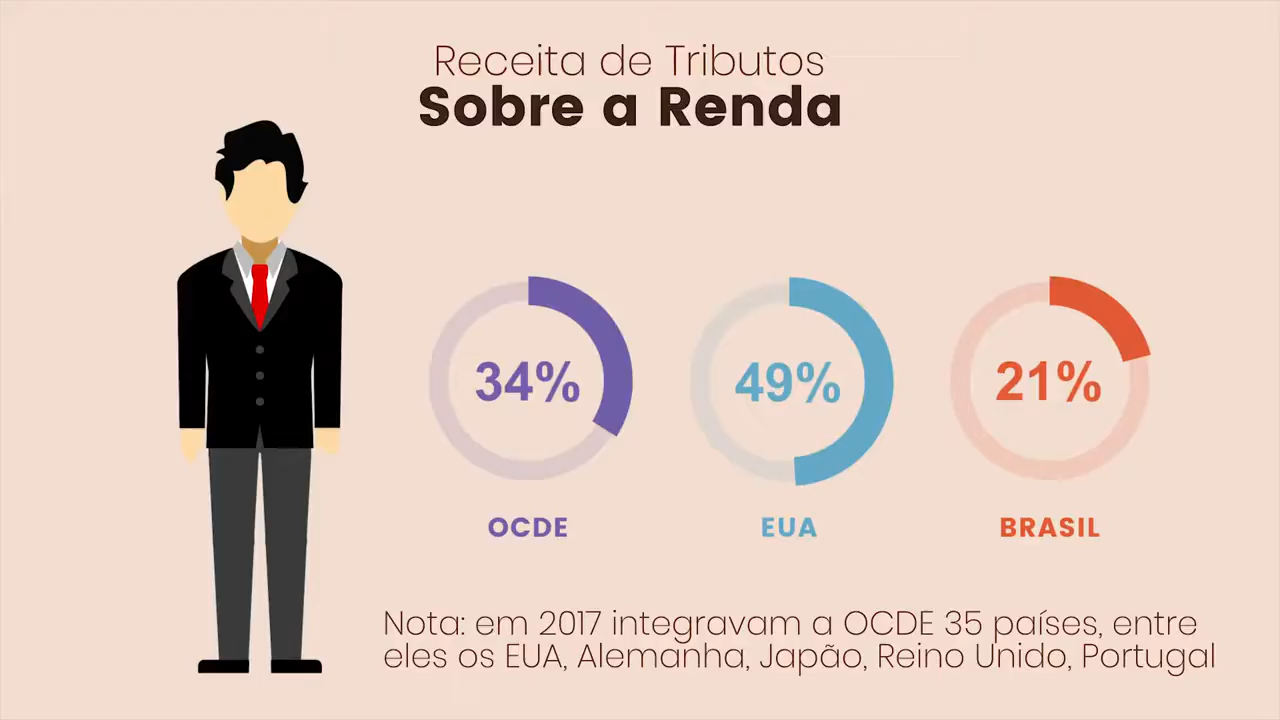 Receita de Tributos
Sobre a Renda
34%
49%
21%
OCDE
EUA
BRASIL
Nota: em 2017 integravam a OCDE 35 países, entre
eles os EUA, Alemanha, Japão, Reino Unido, Portugal